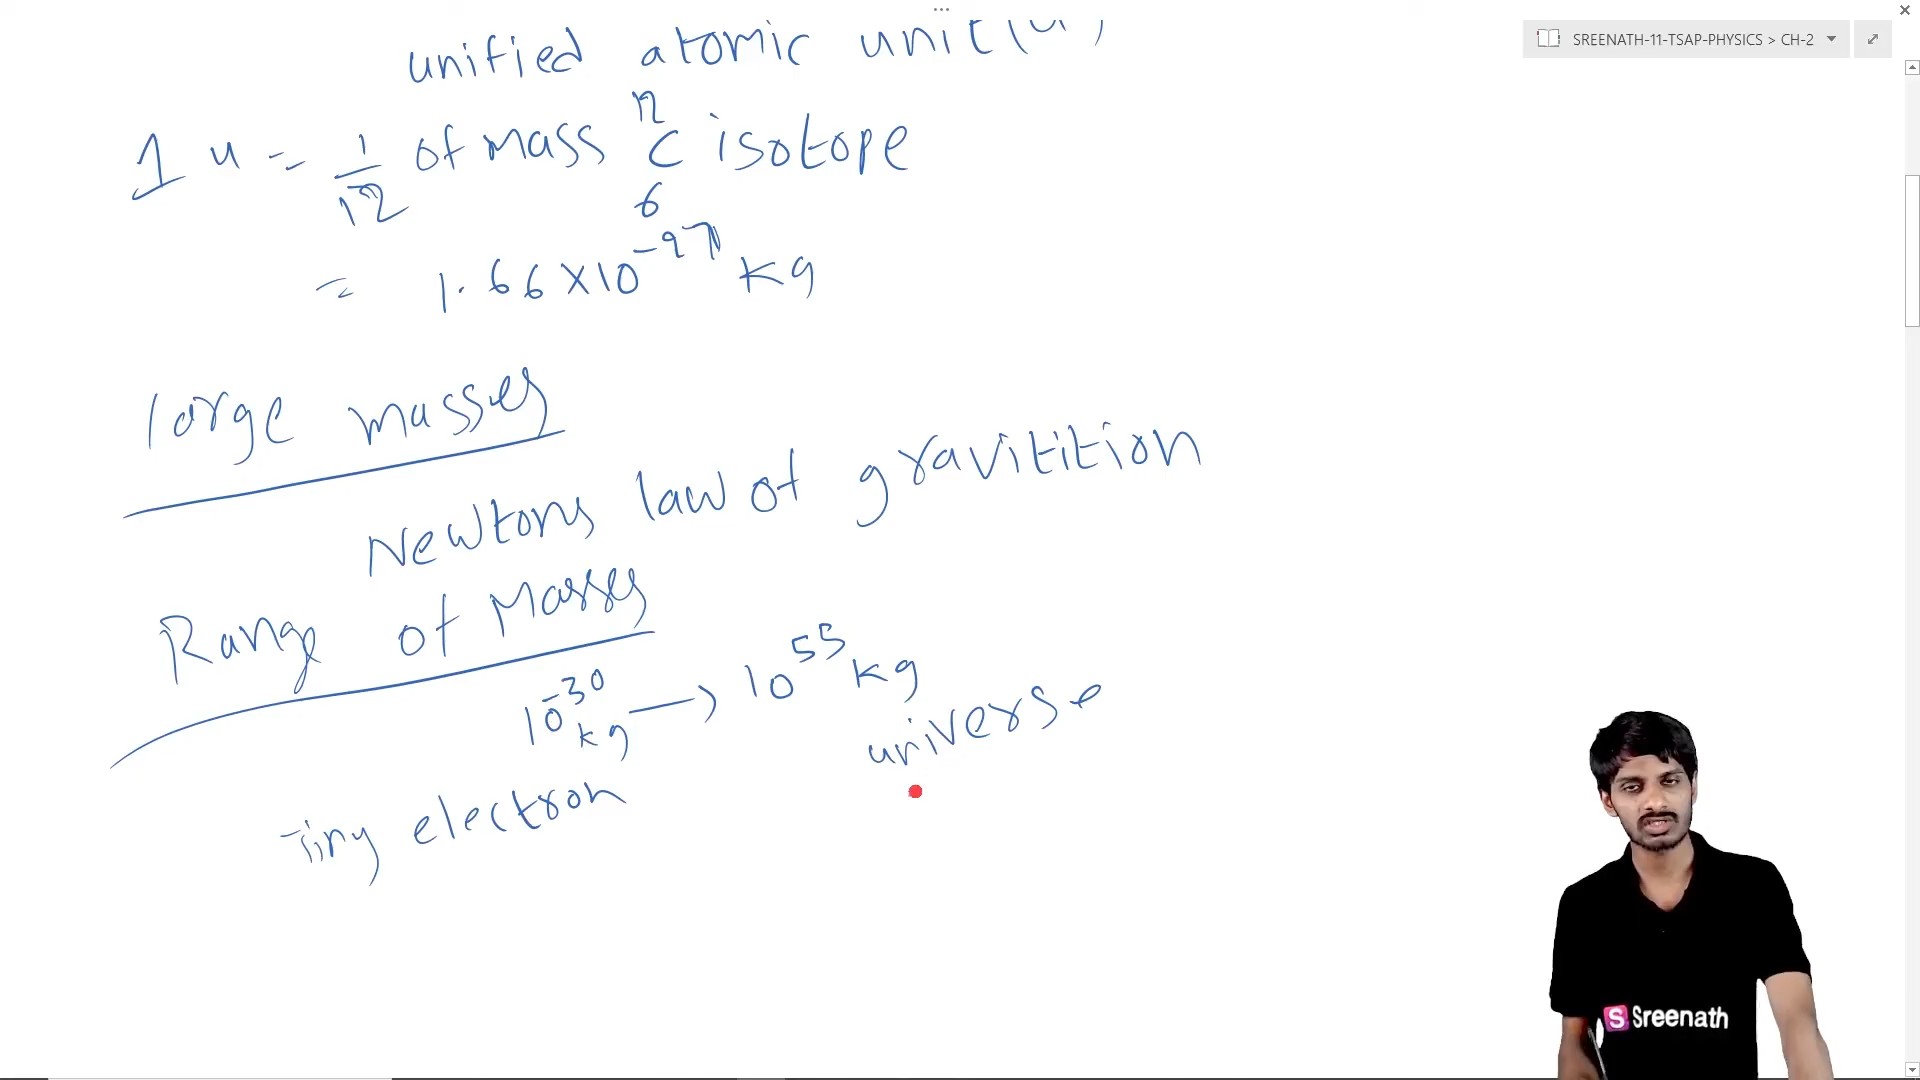 unified atomic unit(u)
SREENATH-11-TSAP-PHYSICS > CH-2
12
1 u = 1/12 of mass C isotope
6
= 1.66 x 10^-27 kg
large masses
Newtons law of gravitition
Range of Masses
10^-30 kg → 10^55 kg
universe
Tiny electron
S Sreenath